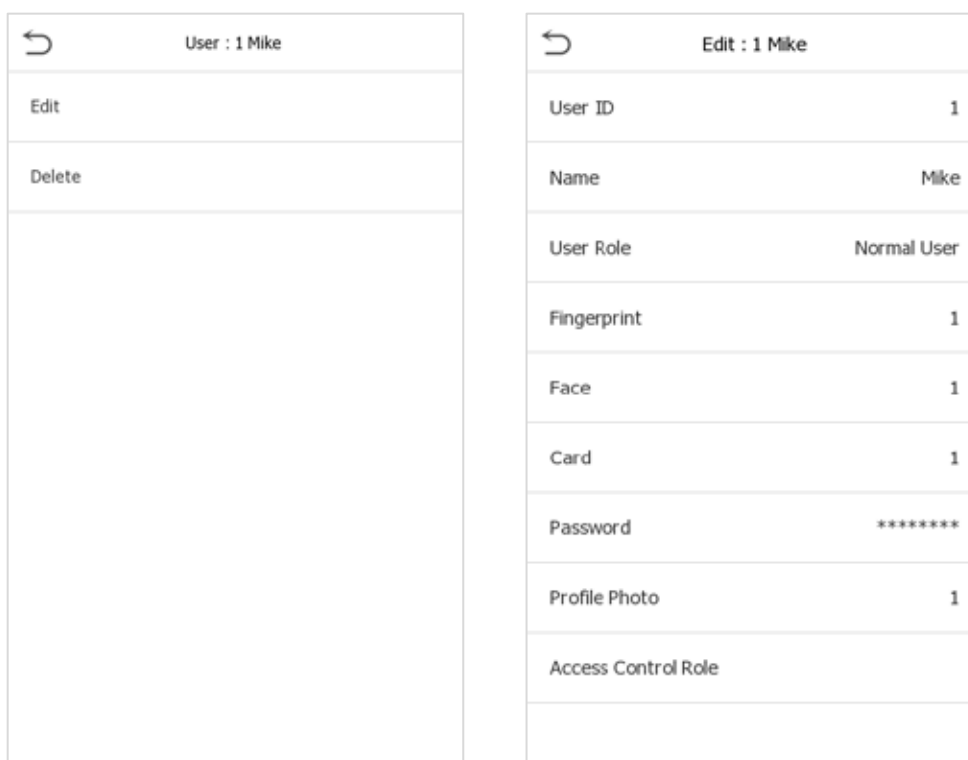 User : 1 Mike
Edit
Delete
Edit : 1 Mike
User ID 1
Name Mike
User Role Normal User
Fingerprint 1
Face 1
Card 1
Password ********
Profile Photo 1
Access Control Role